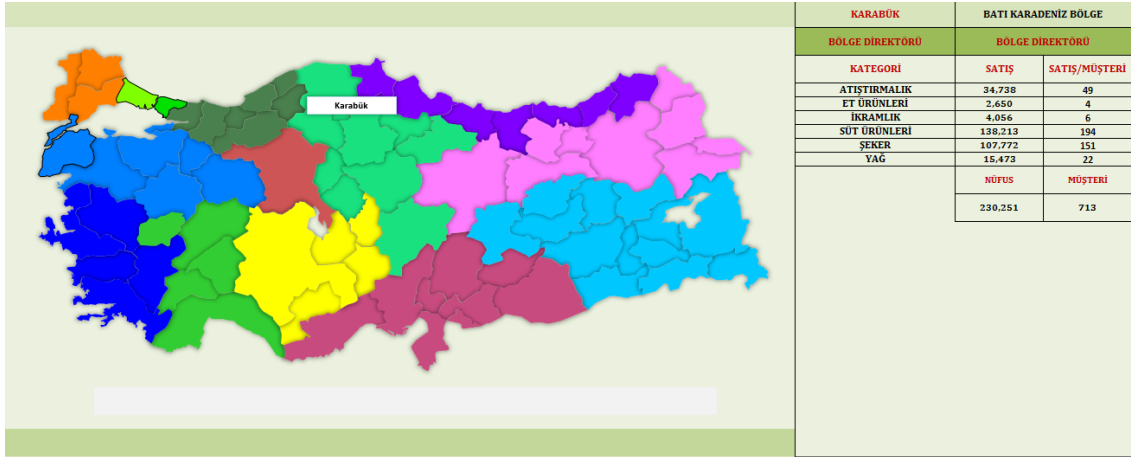 KARABÜK BATI KARADENİZ BÖLGE
BÖLGE DİREKTÖRÜ BÖLGE DİREKTÖRÜ
KATEGORİ SATIŞ SATIŞ/MÜŞTERİ
ATIŞTIRMALIK 34,738 49
ET ÜRÜNLERİ 2,650 4
İKRAMLIK 4,056 6
SÜT ÜRÜNLERİ 138,213 194
ŞEKER 107,772 151
YAĞ 15,473 22
NÜFUS MÜŞTERİ
230,251 713
Karabük